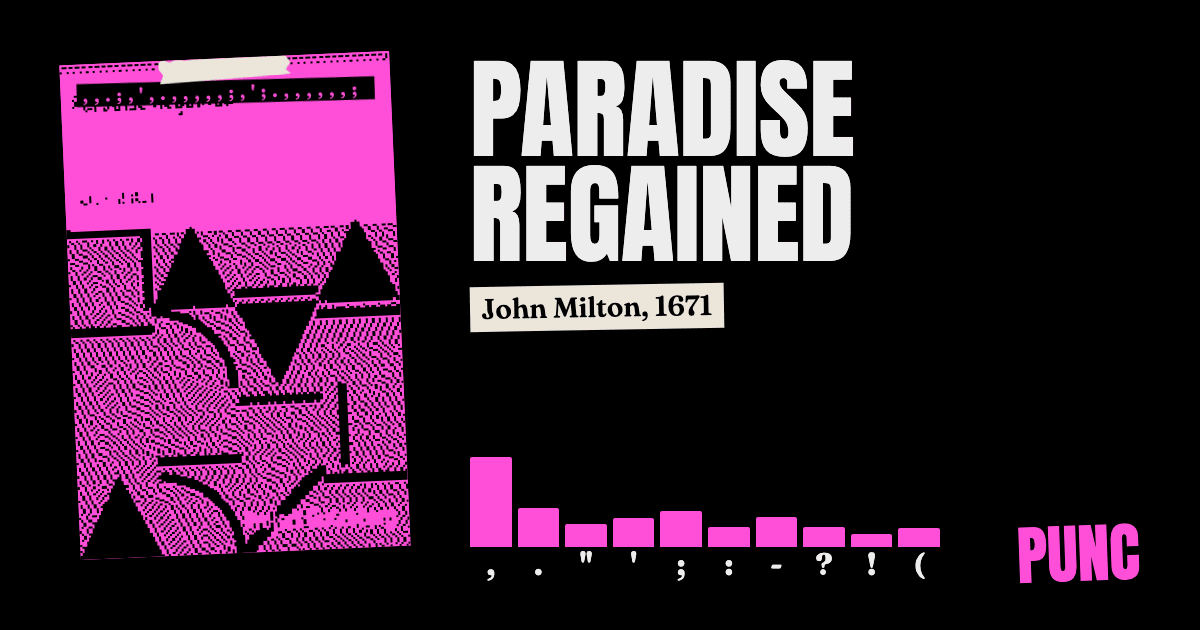 PARADISE
REGAINED
John Milton, 1671
, . " ' ; : - ? ! (
PUNC